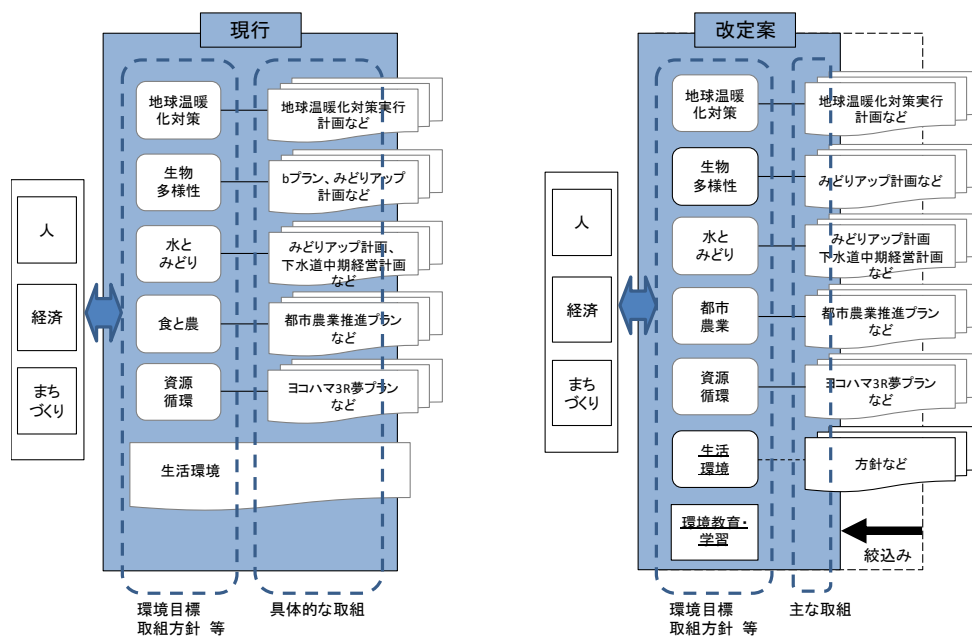 現行
地球温暖
化対策
地球温暖化対策実行
計画など
生物
多様性
bプラン、みどりアップ
計画など
人
水と
みどり
みどりアップ計画、
下水道中期経営計画
など
経済
食と農
都市農業推進プラン
など
まち
づくり
資源
循環
ヨコハマ3R夢プラン
など
生活環境
環境目標
取組方針 等
具体的な取組
改定案
地球温暖
化対策
地球温暖化対策実行
計画など
生物
多様性
みどりアップ計画など
人
水と
みどり
みどりアップ計画
下水道中期経営計画
など
経済
都市
農業
都市農業推進プラン
など
まち
づくり
資源
循環
ヨコハマ3R夢プラン
など
生活
環境
方針など
環境教育・
学習
絞込み
環境目標
取組方針 等
主な取組